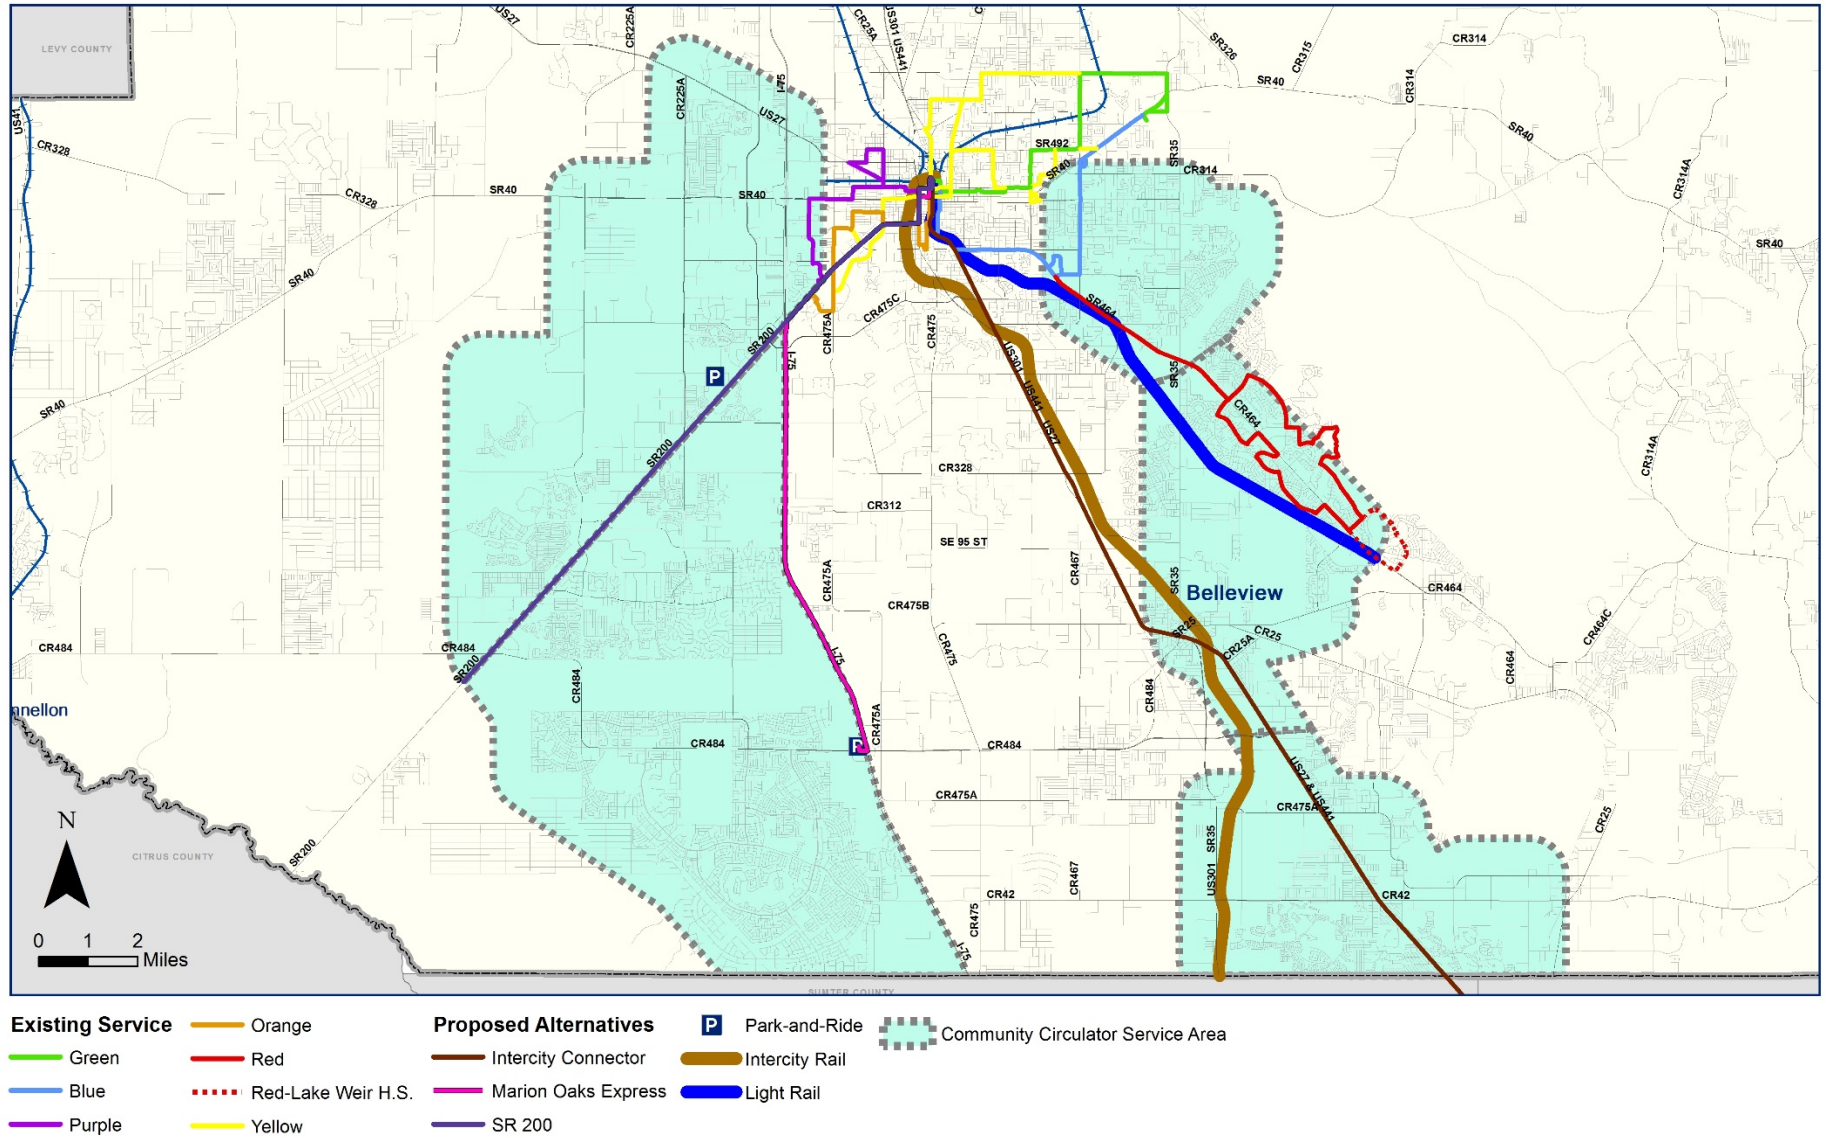 US27
CR225A
CR25A
US301 US441
SR326
CR315
CR314
LEVY COUNTY
I-75
SR40
CR314
CR225A
US41
US27
SR40
CR328
SR492
SR35
SR40
CR314
CR314A
CR328
SR40
SR40
SR40
SR40
CR475C
SR464
CR475A
CR475
SR200
I-75
P
US301
US441
US27
SR35
CR464
SR40
SR200
CR328
CR314A
CR312
SE 95 ST
CR475A
CR467
SR35
Belleview
CR464
CR475B
SR25
CR25
CR25A
CR464C
CR484
CR484
SR200
I-75
CR475
CR464
CR484
CR484
nnellon
CR475A
P
CR484
CR484
US27 & US441
CR475A
CR475A
CR25
SR35
US301
SR200
N
CITRUS COUNTY
CR467
CR42
CR42
CR475
I-75
0 1 2
Miles
SUMTER COUNTY
Existing Service
Orange
Proposed Alternatives
P Park-and-Ride
Community Circulator Service Area
Green
Red
Intercity Connector
Intercity Rail
Blue
Red-Lake Weir H.S.
Marion Oaks Express
Light Rail
Purple
Yellow
SR 200